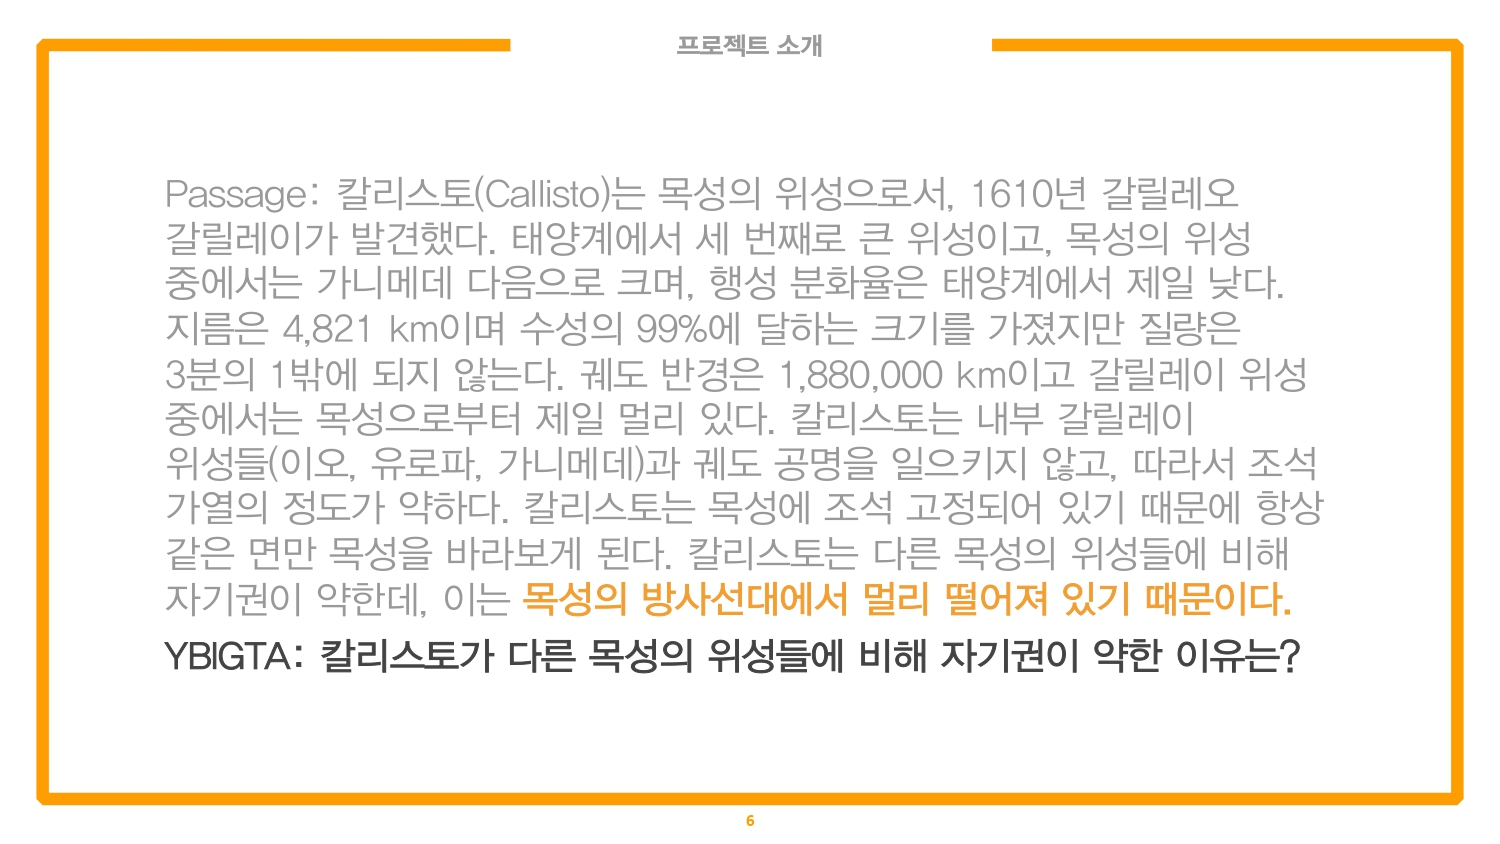 프로젝트 소개
Passage: 칼리스토(Callisto)는 목성의 위성으로서, 1610년 갈릴레오
갈릴레이가 발견했다. 태양계에서 세 번째로 큰 위성이고, 목성의 위성
중에서는 가니메데 다음으로 크며, 행성 분화율은 태양계에서 제일 낮다.
지름은 4,821 km이며 수성의 99%에 달하는 크기를 가졌지만 질량은
3분의 1밖에 되지 않는다. 궤도 반경은 1,880,000 km이고 갈릴레이 위성
중에서는 목성으로부터 제일 멀리 있다. 칼리스토는 내부 갈릴레이
위성들(이오, 유로파, 가니메데)과 궤도 공명을 일으키지 않고, 따라서 조석
가열의 정도가 약하다. 칼리스토는 목성에 조석 고정되어 있기 때문에 항상
같은 면만 목성을 바라보게 된다. 칼리스토는 다른 목성의 위성들에 비해
자기권이 약한데, 이는 목성의 방사선대에서 멀리 떨어져 있기 때문이다.
YBIGTA: 칼리스토가 다른 목성의 위성들에 비해 자기권이 약한 이유는?
6